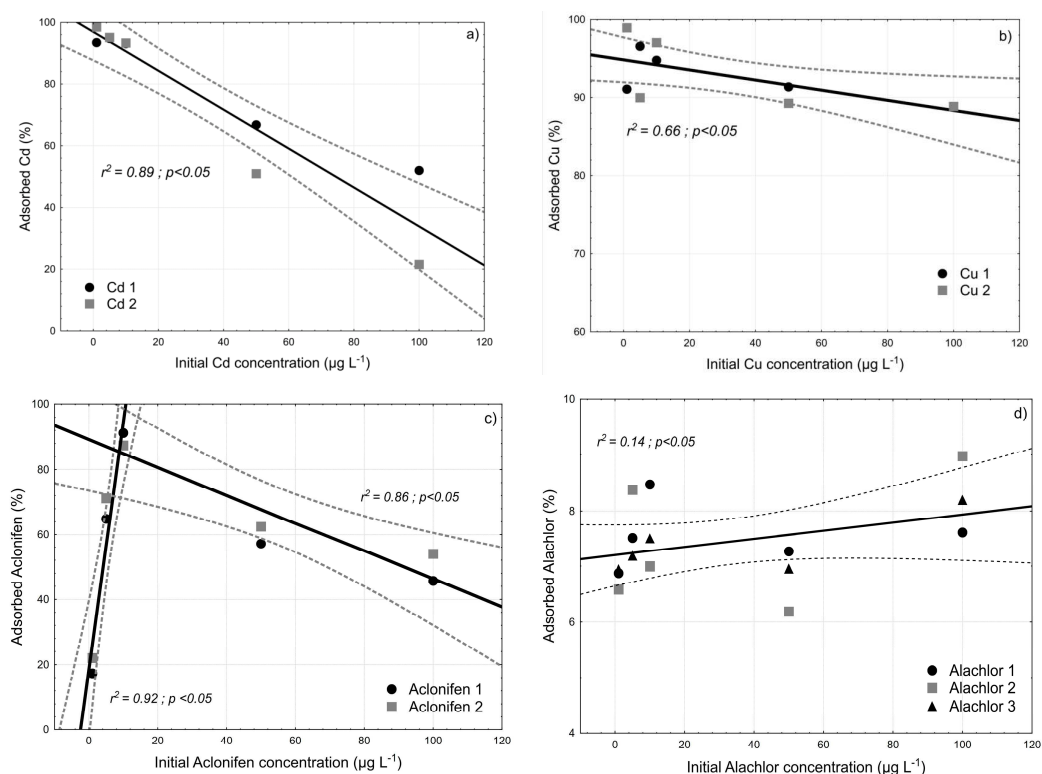 a)
100
80
60
40
20
0
Adsorbed Cd (%)
r² = 0.89 ; p<0.05
Cd 1
Cd 2
0 20 40 60 80 100 120
Initial Cd concentration (µg L⁻¹)
b)
100
90
80
70
60
Adsorbed Cu (%)
r² = 0.66 ; p<0.05
Cu 1
Cu 2
0 20 40 60 80 100 120
Initial Cu concentration (µg L⁻¹)
c)
100
80
60
40
20
0
Adsorbed Aclonifen (%)
r² = 0.86 ; p<0.05
r² = 0.92 ; p <0.05
Aclonifen 1
Aclonifen 2
0 20 40 60 80 100 120
Initial Aclonifen concentration (µg L⁻¹)
d)
10
8
6
4
Adsorbed Alachlor (%)
r² = 0.14 ; p<0.05
Alachlor 1
Alachlor 2
Alachlor 3
0 20 40 60 80 100 120
Initial Alachlor concentration (µg L⁻¹)